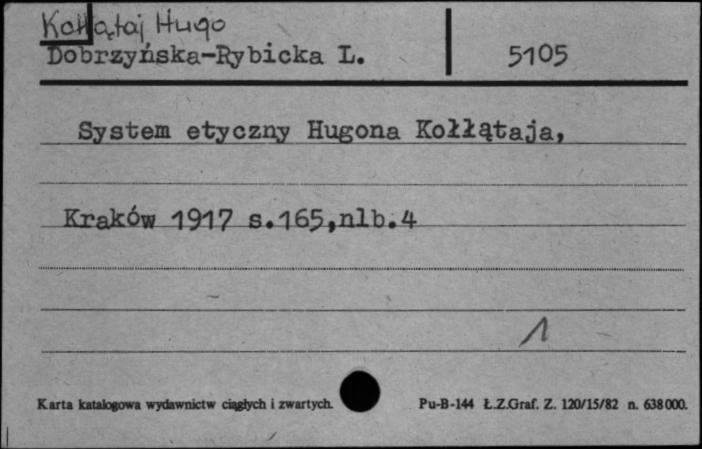 Kołłątaj Hugo
Dobrzyńska-Rybicka L. 5105
System etyczny Hugona Kołłątaja,
Kraków 1917 s.165,nlb.4
1
Karta katalogowa wydawnictw ciągłych i zwartych. Pu-B-144 Ł.Z.Graf. Z. 120/15/82 n. 638000.